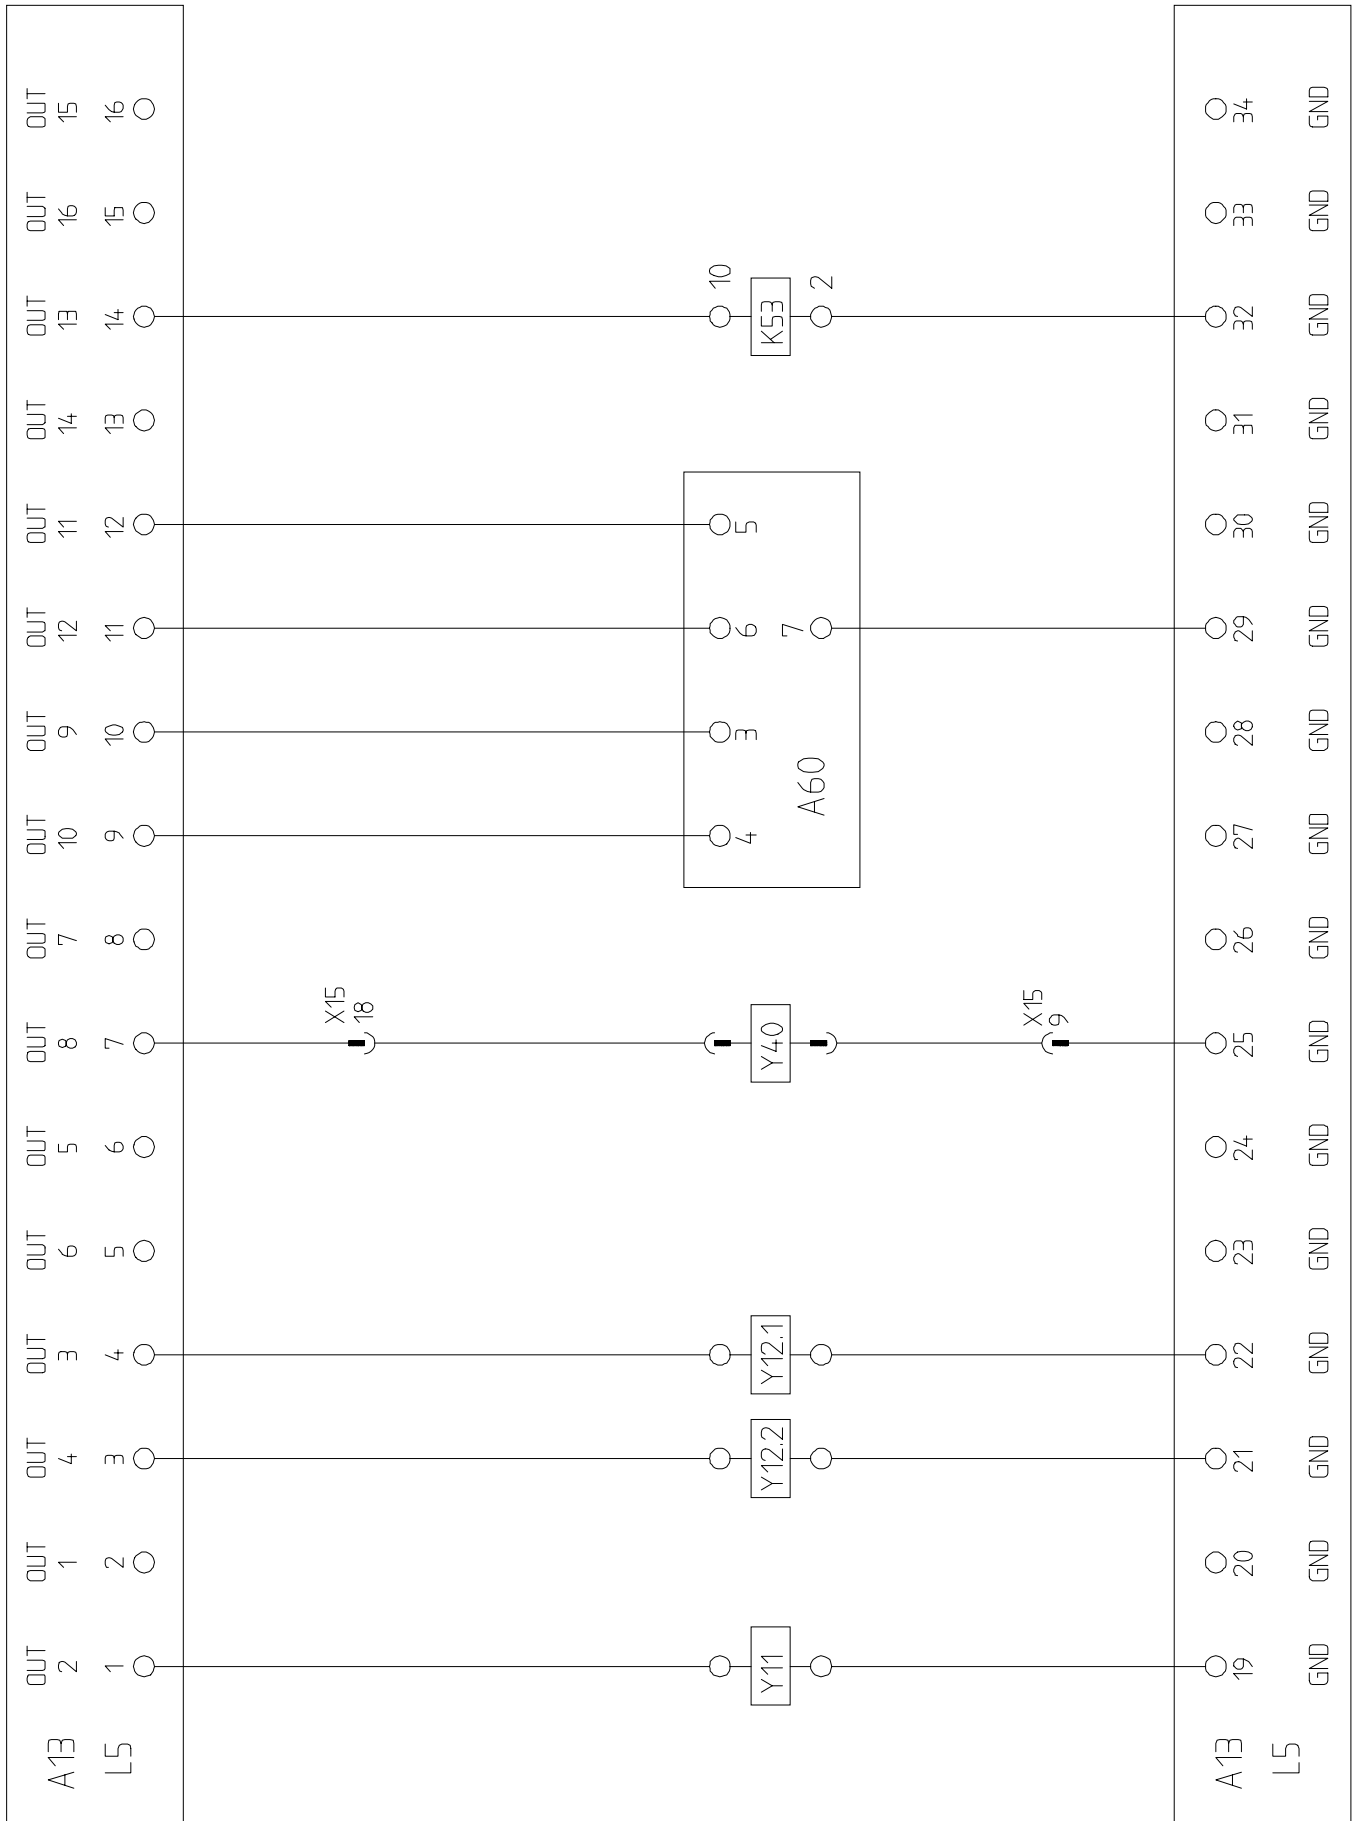 OUT 2 OUT 1 OUT 4 OUT 3 OUT 6 OUT 5 OUT 8 OUT 7 OUT 10 OUT 9 OUT 12 OUT 11 OUT 14 OUT 13 OUT 16 OUT 15
A13
L5
1 2 3 4 5 6 7 8 9 10 11 12 13 14 15 16
X15
18
10
Y11 Y12.2 Y12.1 Y40 K53
4 3 6 5
7
A60
2
X15
9
A13
19 20 21 22 23 24 25 26 27 28 29 30 31 32 33 34
L5
GND GND GND GND GND GND GND GND GND GND GND GND GND GND GND GND